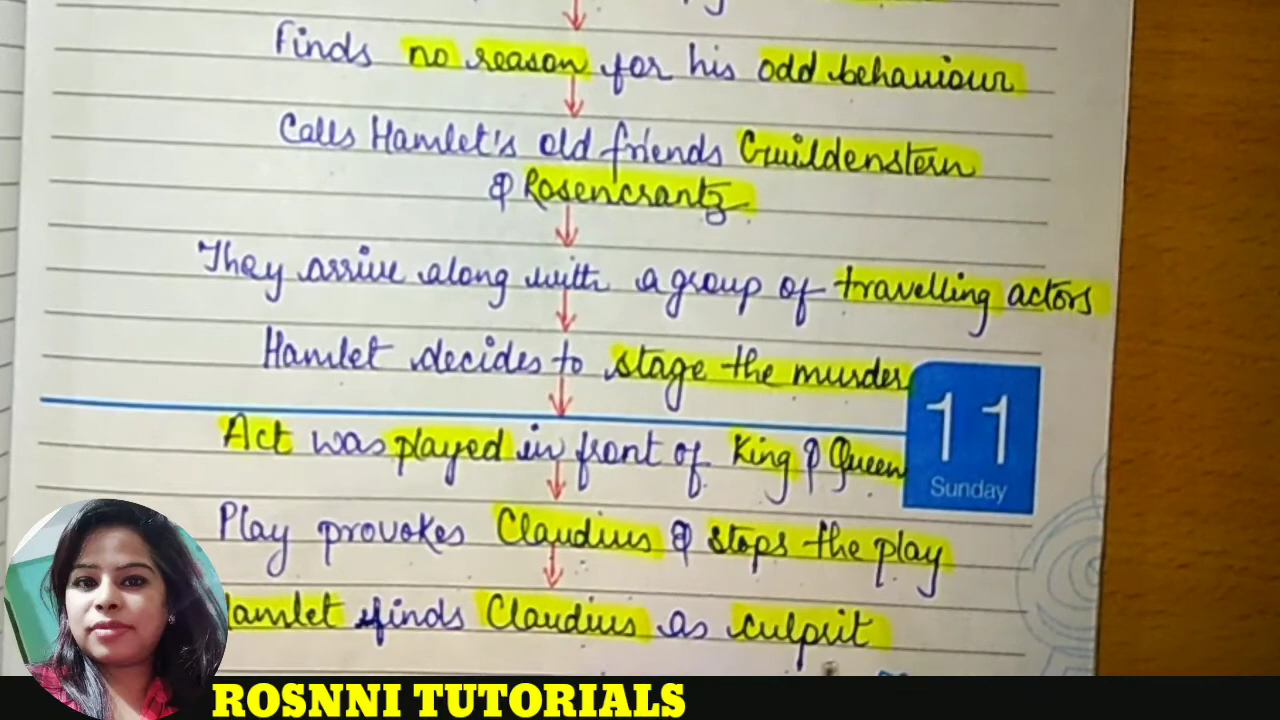 Finds no reason for his odd behaviour
Calls Hamlet's old friends Guildenstern
& Rosencrantz
They arrive along with a group of travelling actors
Hamlet decides to stage the murder
11
Sunday
Act was played in front of King & Queen
Play provokes Claudius & stops the play
Hamlet finds Claudius as culprit
ROSNNI TUTORIALS